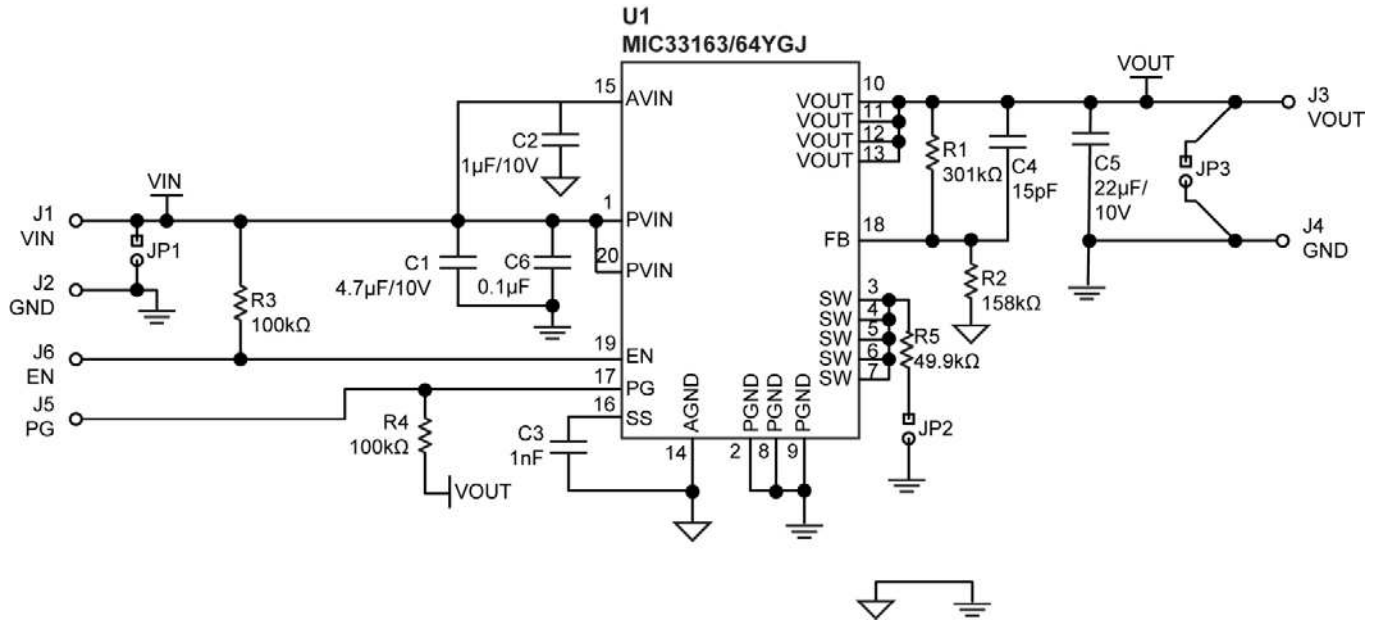 U1
MIC33163/64YGJ
15
AVIN
C2
1µF/10V
VIN
J1
VIN
JP1
J2
GND
R3
100kΩ
C1
4.7µF/10V
C6
0.1µF
1
PVIN
20
PVIN
J6
EN
19
EN
J5
PG
17
PG
16
SS
R4
100kΩ
VOUT
C3
1nF
AGND
14
PGND
2
PGND
8
PGND
9
VOUT
10
VOUT
11
VOUT
12
VOUT
13
R1
301kΩ
C4
15pF
VOUT
C5
22µF/
10V
JP3
J3
VOUT
J4
GND
FB
18
R2
158kΩ
SW
3
SW
4
SW
5
SW
6
SW
7
R5
49.9kΩ
JP2